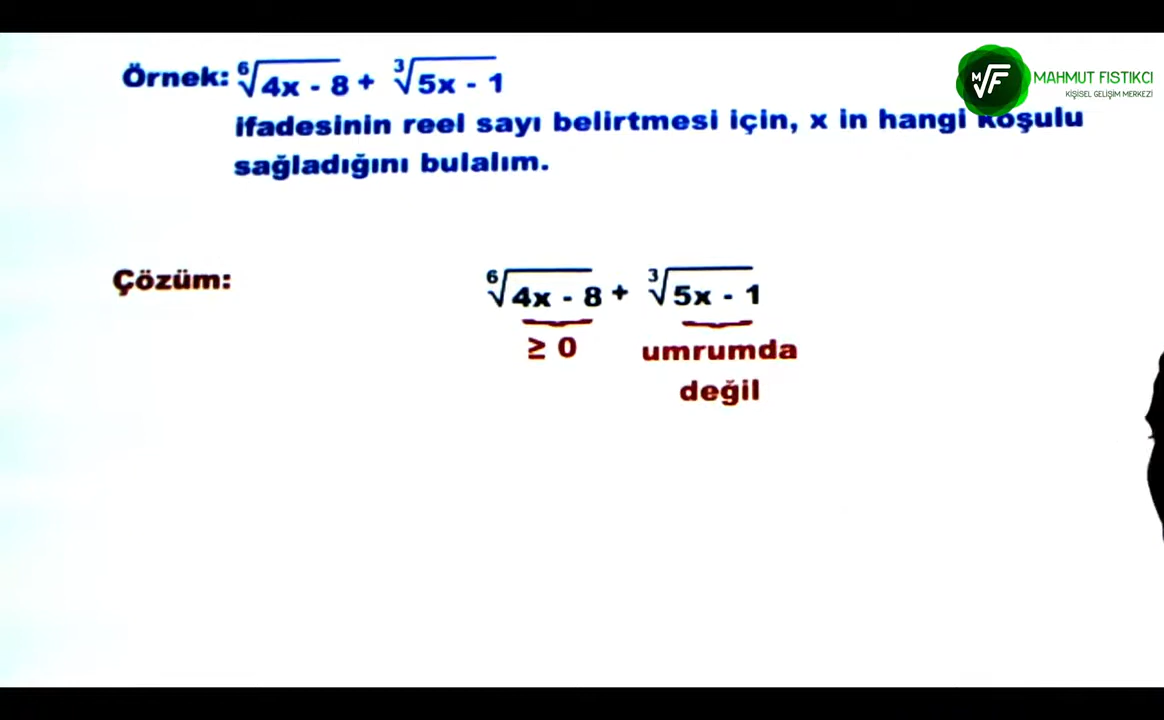 Örnek: ⁶√4x - 8 + ³√5x - 1
ifadesinin reel sayı belirtmesi için, x in hangi koşulu
sağladığını bulalım.
MAHMUT FISTIKCI
KİŞİSEL GELİŞİM MERKEZİ
Çözüm: ⁶√4x - 8 + ³√5x - 1
≥ 0 umrumda
değil